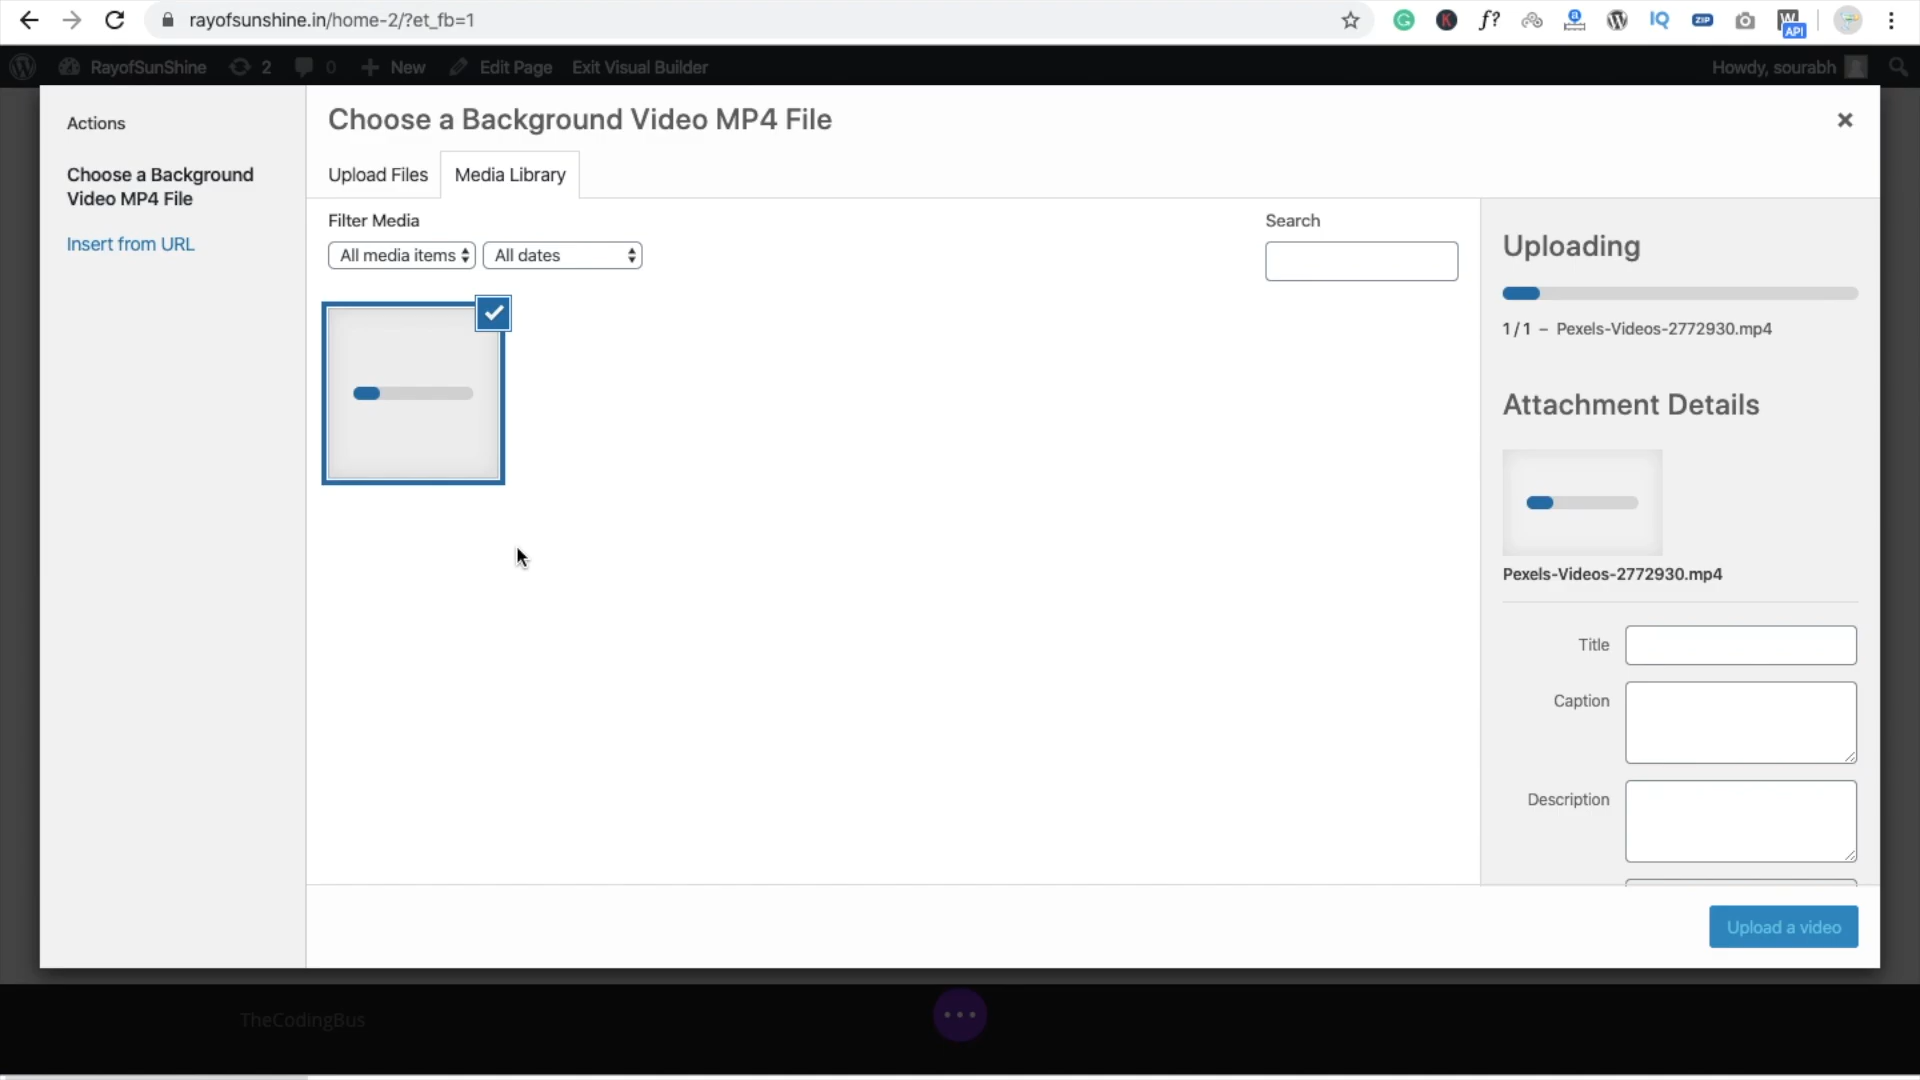 rayofsunshine.in/home-2/?et_fb=1
G K f? a W IQ ZIP W API
RayofSunShine 2 0 New Edit Page Exit Visual Builder Howdy, sourabh
Actions
Choose a Background
Video MP4 File
Insert from URL
Choose a Background Video MP4 File
Upload Files Media Library
Filter Media
All media items All dates
Search
Uploading
1 / 1 – Pexels-Videos-2772930.mp4
Attachment Details
Pexels-Videos-2772930.mp4
Title
Caption
Description
Upload a video
TheCodingBus